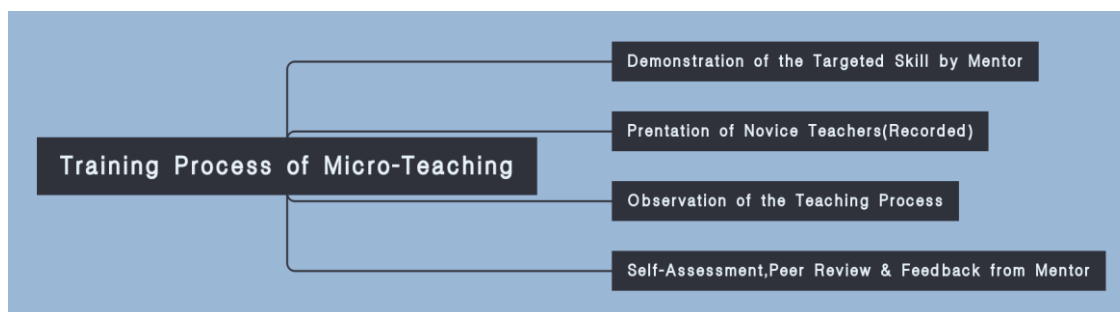 Training Process of Micro-Teaching
Demonstration of the Targeted Skill by Mentor
Prentation of Novice Teachers(Recorded)
Observation of the Teaching Process
Self-Assessment,Peer Review & Feedback from Mentor